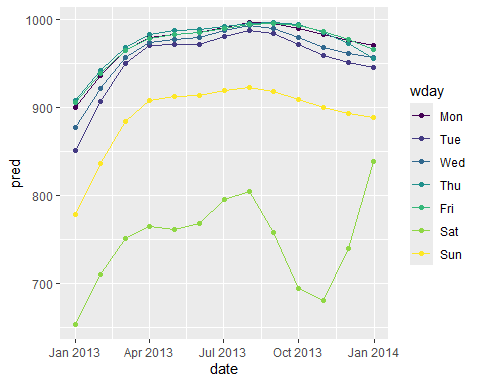 1000
900
800
700
pred
Jan 2013
Apr 2013
Jul 2013
Oct 2013
Jan 2014
date
wday
Mon
Tue
Wed
Thu
Fri
Sat
Sun